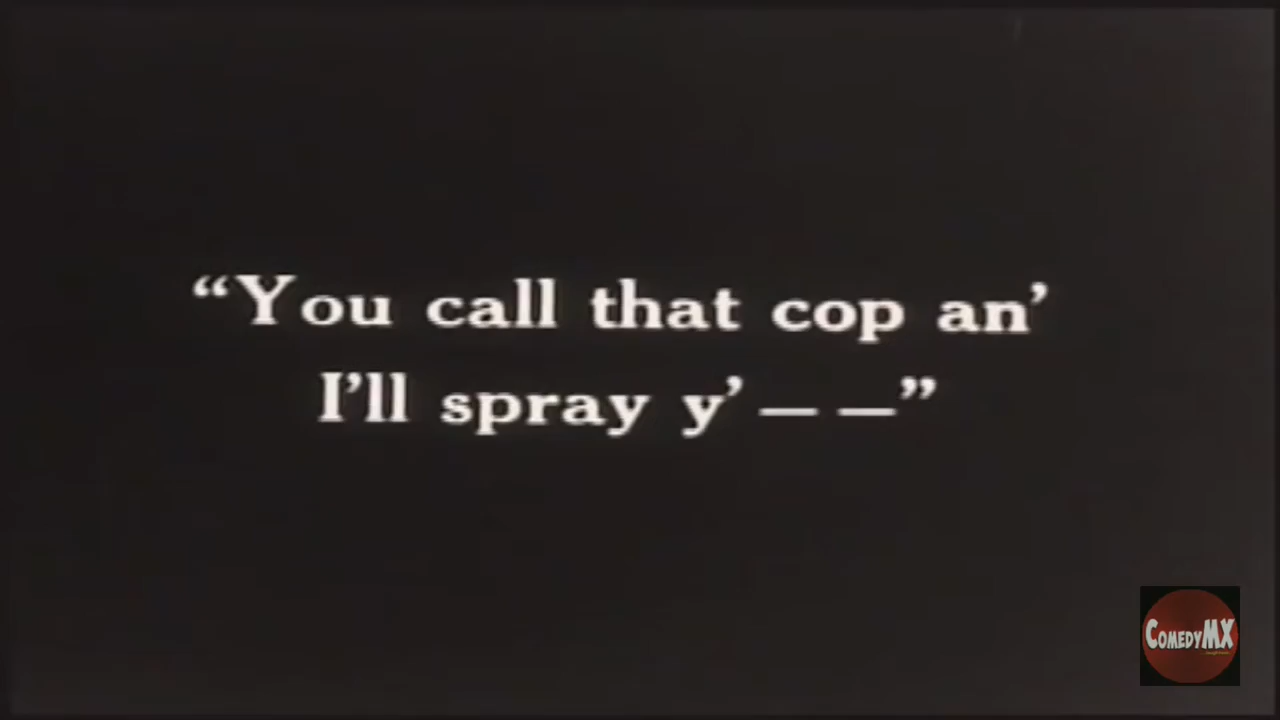 “You call that cop an’
I’ll spray y’ — —”
COMEDYMX